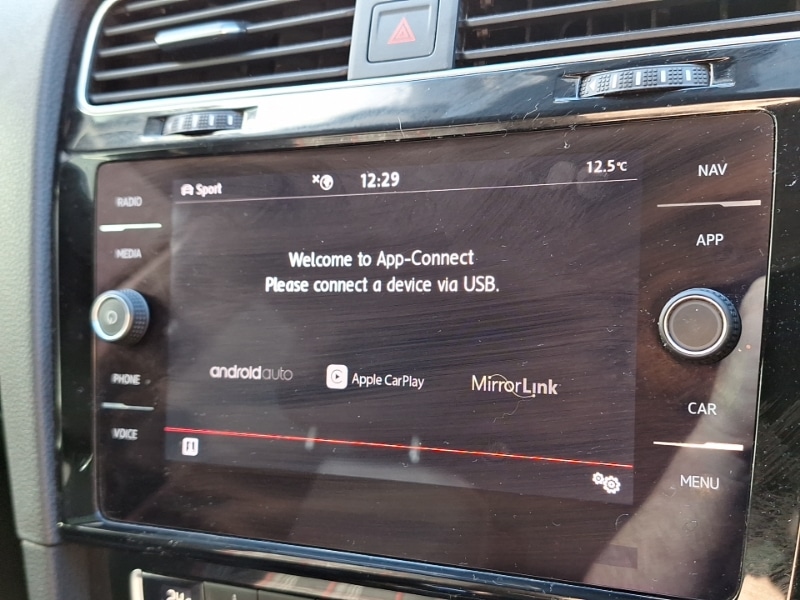 Sport
12:29
12.5°C
RADIO
MEDIA
PHONE
VOICE
Welcome to App-Connect
Please connect a device via USB.
androidauto
Apple CarPlay
MirrorLink
NAV
APP
CAR
MENU